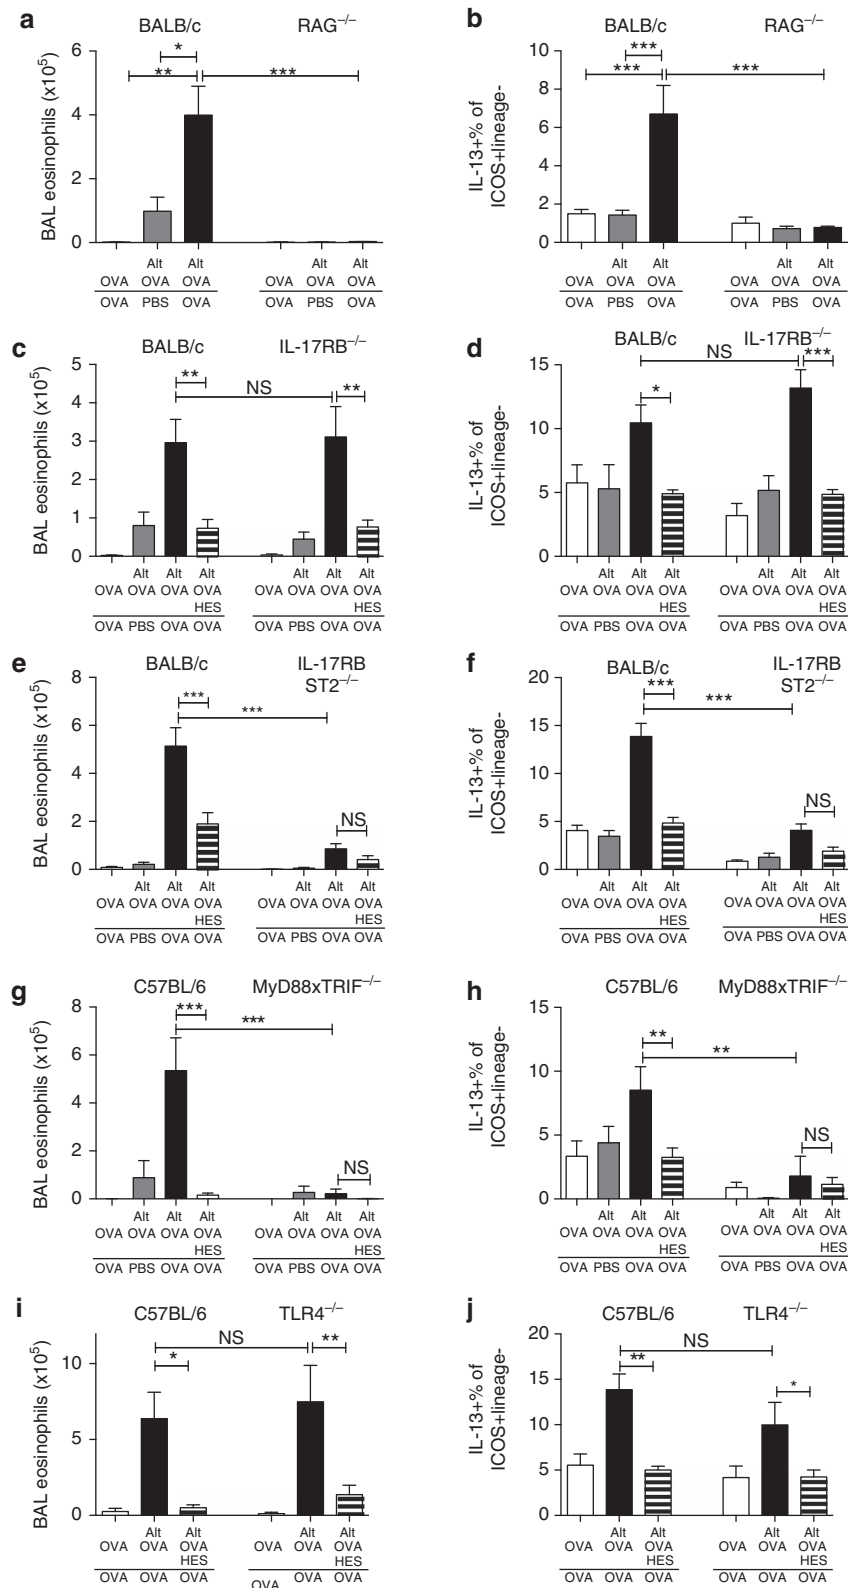 a
BALB/c RAG–/–
BAL eosinophils (x10⁵)
6
4
2
0
*
** ***
Alt Alt
OVA OVA OVA OVA OVA OVA
OVA PBS OVA OVA PBS OVA
b
BALB/c RAG–/–
IL-13+% of
ICOS+lineage-
10
8
6
4
2
0
***
*** ***
Alt Alt Alt Alt
OVA OVA OVA OVA OVA OVA
OVA PBS OVA OVA PBS OVA
c
BALB/c IL-17RB–/–
BAL eosinophils (x10⁵)
5
4
3
2
1
0
**
NS **
Alt Alt Alt Alt Alt Alt
OVA OVA OVA OVA OVA OVA OVA OVA
HES HES
OVA PBS OVA OVA OVA PBS OVA OVA
d
BALB/c IL-17RB–/–
IL-13+% of
ICOS+lineage-
15
10
5
0
NS ***
*
Alt Alt Alt Alt Alt Alt
OVA OVA OVA OVA OVA OVA OVA OVA
HES HES
OVA PBS OVA OVA OVA PBS OVA OVA
e
BALB/c IL-17RB
ST2–/–
BAL eosinophils (x10⁵)
8
6
4
2
0
***
***
NS
Alt Alt Alt Alt Alt Alt
OVA OVA OVA OVA OVA OVA OVA OVA
HES HES
OVA PBS OVA OVA OVA PBS OVA OVA
f
BALB/c IL-17RB
ST2–/–
IL-13+% of
ICOS+lineage-
20
15
10
5
0
***
***
NS
Alt Alt Alt Alt Alt Alt
OVA OVA OVA OVA OVA OVA OVA OVA
HES HES
OVA PBS OVA OVA OVA PBS OVA OVA
g
C57BL/6 MyD88xTRIF–/–
BAL eosinophils (x10⁵)
8
6
4
2
0
***
***
NS
Alt Alt Alt Alt Alt Alt
OVA OVA OVA OVA OVA OVA OVA OVA
HES HES
OVA PBS OVA OVA OVA PBS OVA OVA
h
C57BL/6 MyD88xTRIF–/–
IL-13+% of
ICOS+lineage-
15
10
5
0
**
**
NS
Alt Alt Alt Alt Alt Alt
OVA OVA OVA OVA OVA OVA OVA OVA
HES HES
OVA PBS OVA OVA OVA PBS OVA OVA
i
C57BL/6 TLR4–/–
BAL eosinophils (x10⁵)
10
5
0
NS **
*
Alt Alt Alt Alt
OVA OVA OVA OVA OVA OVA
HES HES
OVA OVA OVA OVA OVA OVA
j
C57BL/6 TLR4–/–
IL-13+% of
ICOS+lineage-
20
15
10
5
0
NS
**
*
Alt Alt Alt Alt
OVA OVA OVA OVA OVA OVA
HES HES
OVA OVA OVA OVA OVA OVA